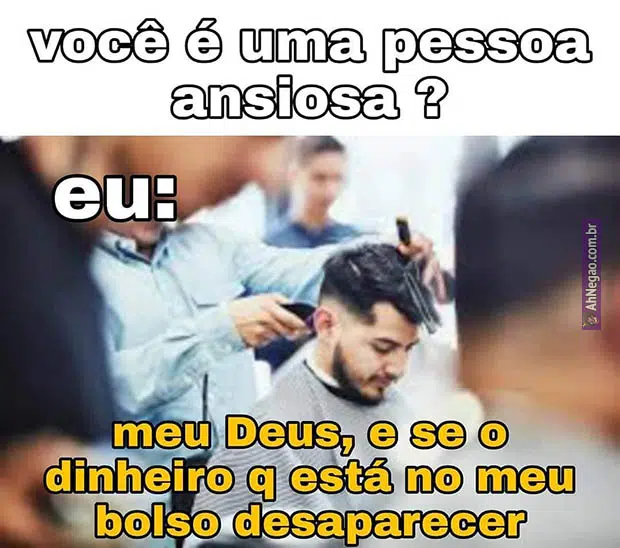 você é uma pessoa
ansiosa ?
eu:
AhNegao.com.br
meu Deus, e se o
dinheiro q está no meu
bolso desaparecer